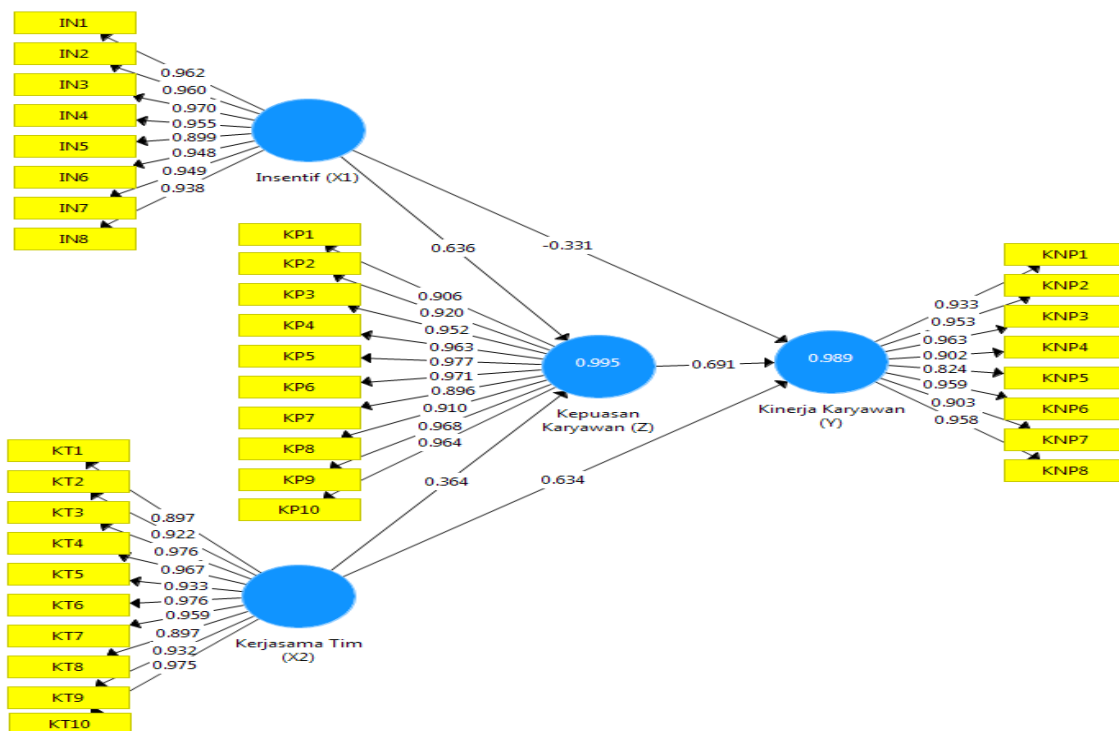 IN1
IN2
IN3
IN4
IN5
IN6
IN7
IN8
0.962
0.960
0.970
0.955
0.899
0.948
0.949
0.938
Insentif (X1)
0.636
-0.331
KP1
KP2
KP3
KP4
KP5
KP6
KP7
KP8
KP9
KP10
0.906
0.920
0.952
0.963
0.977
0.971
0.896
0.910
0.968
0.964
0.995
Kepuasan
Karyawan (Z)
0.691
0.989
Kinerja Karyawan
(Y)
KNP1
KNP2
KNP3
KNP4
KNP5
KNP6
KNP7
KNP8
0.933
0.953
0.963
0.902
0.824
0.959
0.903
0.958
0.364
0.634
KT1
KT2
KT3
KT4
KT5
KT6
KT7
KT8
KT9
KT10
0.897
0.922
0.976
0.967
0.933
0.976
0.959
0.897
0.932
0.975
Kerjasama Tim
(X2)